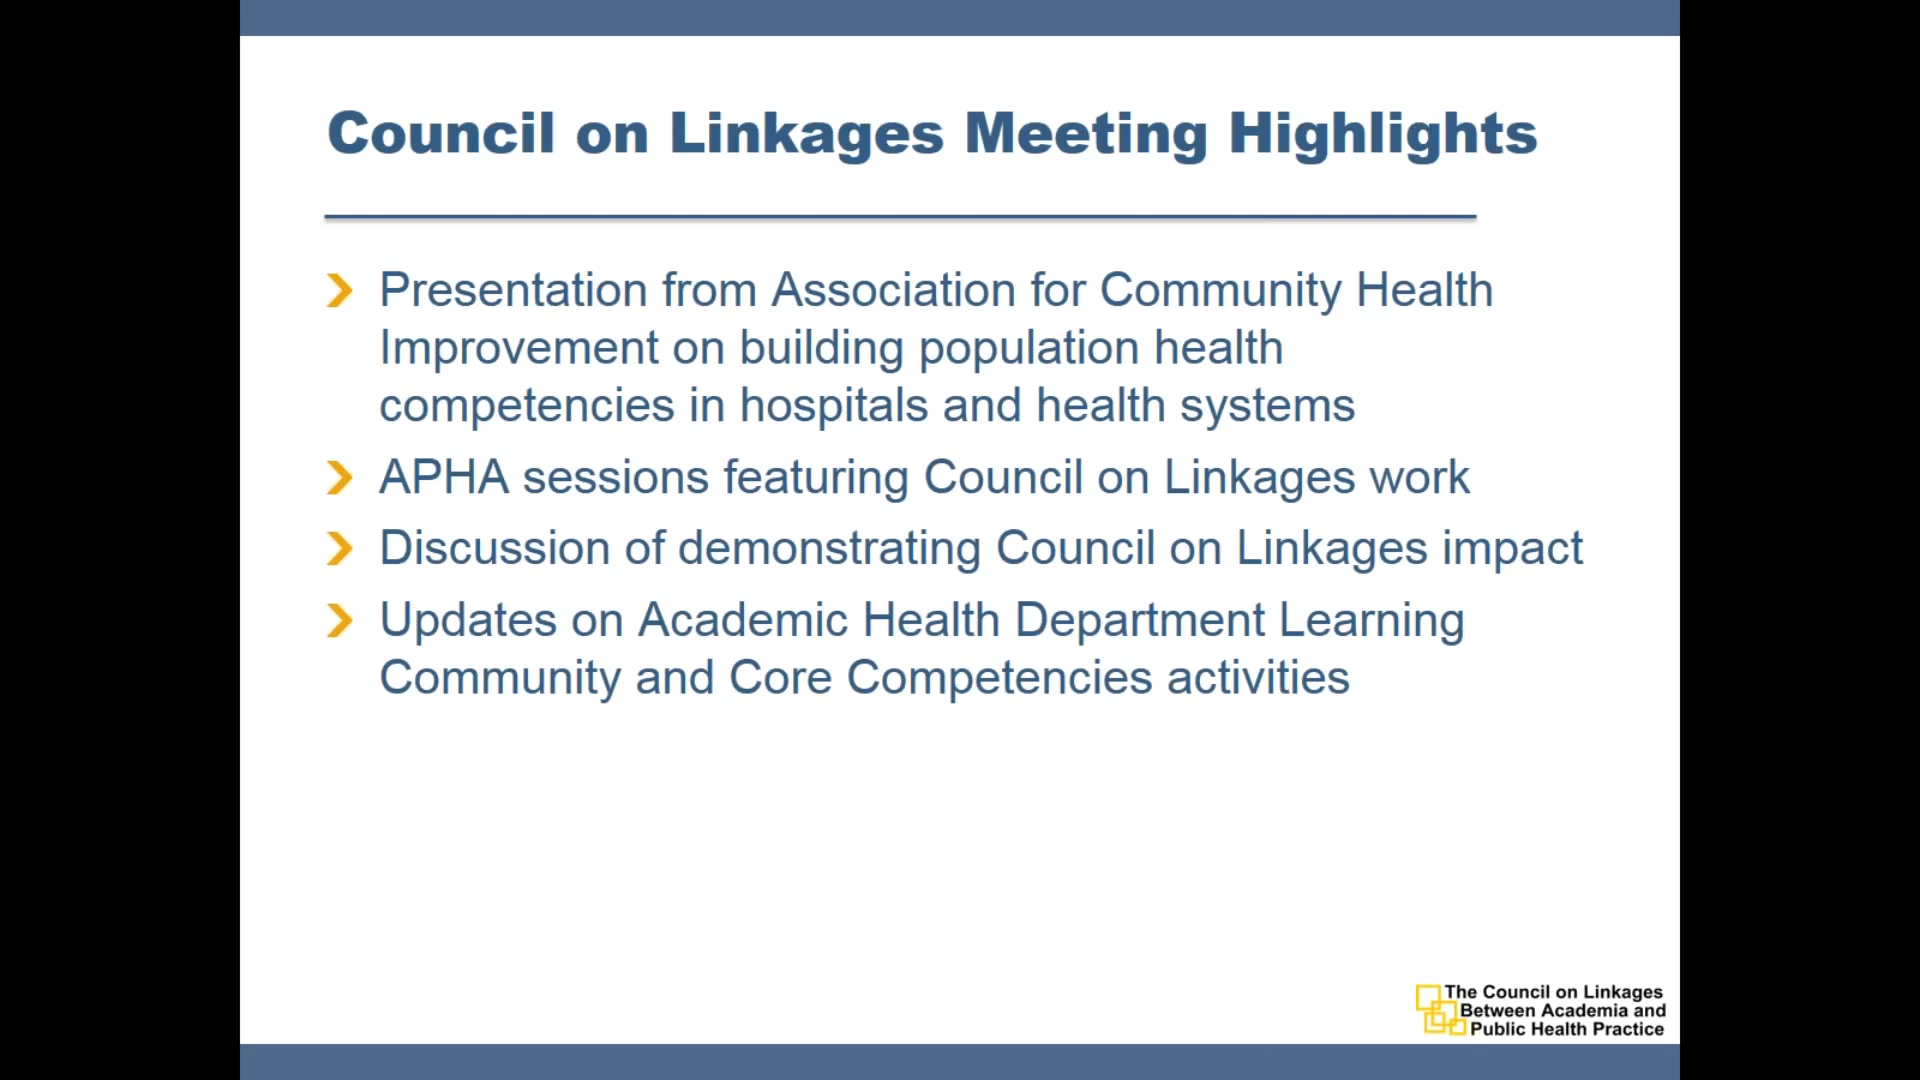 Council on Linkages Meeting Highlights
Presentation from Association for Community Health
Improvement on building population health
competencies in hospitals and health systems
APHA sessions featuring Council on Linkages work
Discussion of demonstrating Council on Linkages impact
Updates on Academic Health Department Learning
Community and Core Competencies activities
The Council on Linkages
Between Academia and
Public Health Practice